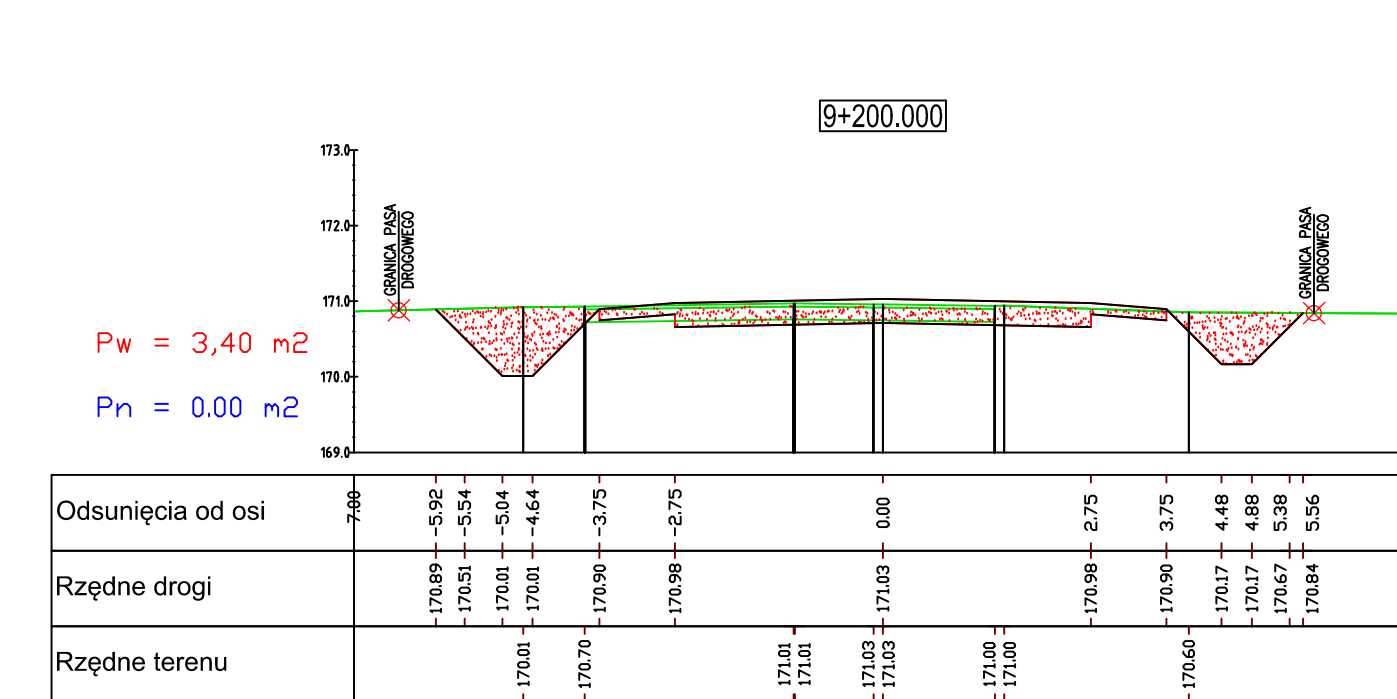 9+200.000
173.0
172.0
171.0
170.0
169.0
GRANICA PASA
DROGOWEGO
GRANICA PASA
DROGOWEGO
Pw = 3,40 m2
Pn = 0.00 m2
Odsunięcia od osi
7.00 -5.92 -5.54 -5.04 -4.64 -3.75 -2.75 0.00 2.75 3.75 4.48 4.88 5.38 5.56
Rzędne drogi
170.89 170.51 170.01 170.01 170.90 170.98 171.03 170.98 170.90 170.17 170.17 170.67 170.84
Rzędne terenu
170.01 170.70 171.01 171.01 171.03 171.03 171.00 171.00 170.60